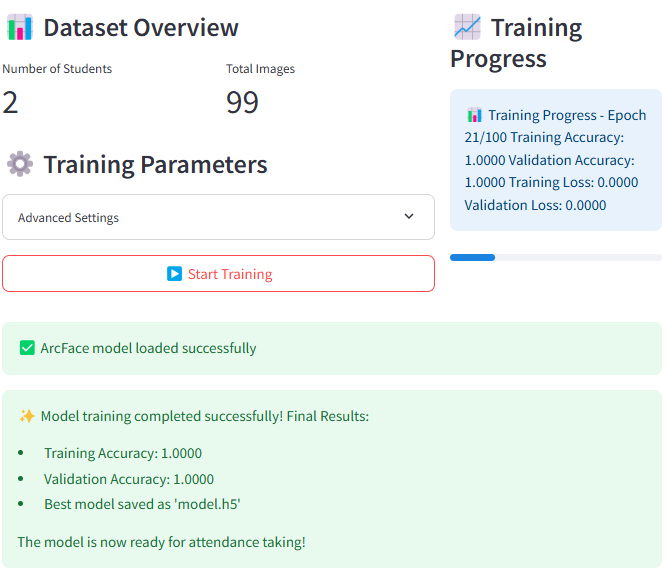 📊 Dataset Overview
Number of Students
2
Total Images
99
⚙️ Training Parameters
Advanced Settings
▶️ Start Training
📈 Training
Progress
📊 Training Progress - Epoch
21/100 Training Accuracy:
1.0000 Validation Accuracy:
1.0000 Training Loss: 0.0000
Validation Loss: 0.0000
✅ ArcFace model loaded successfully
✨ Model training completed successfully! Final Results:
• Training Accuracy: 1.0000
• Validation Accuracy: 1.0000
• Best model saved as 'model.h5'
The model is now ready for attendance taking!